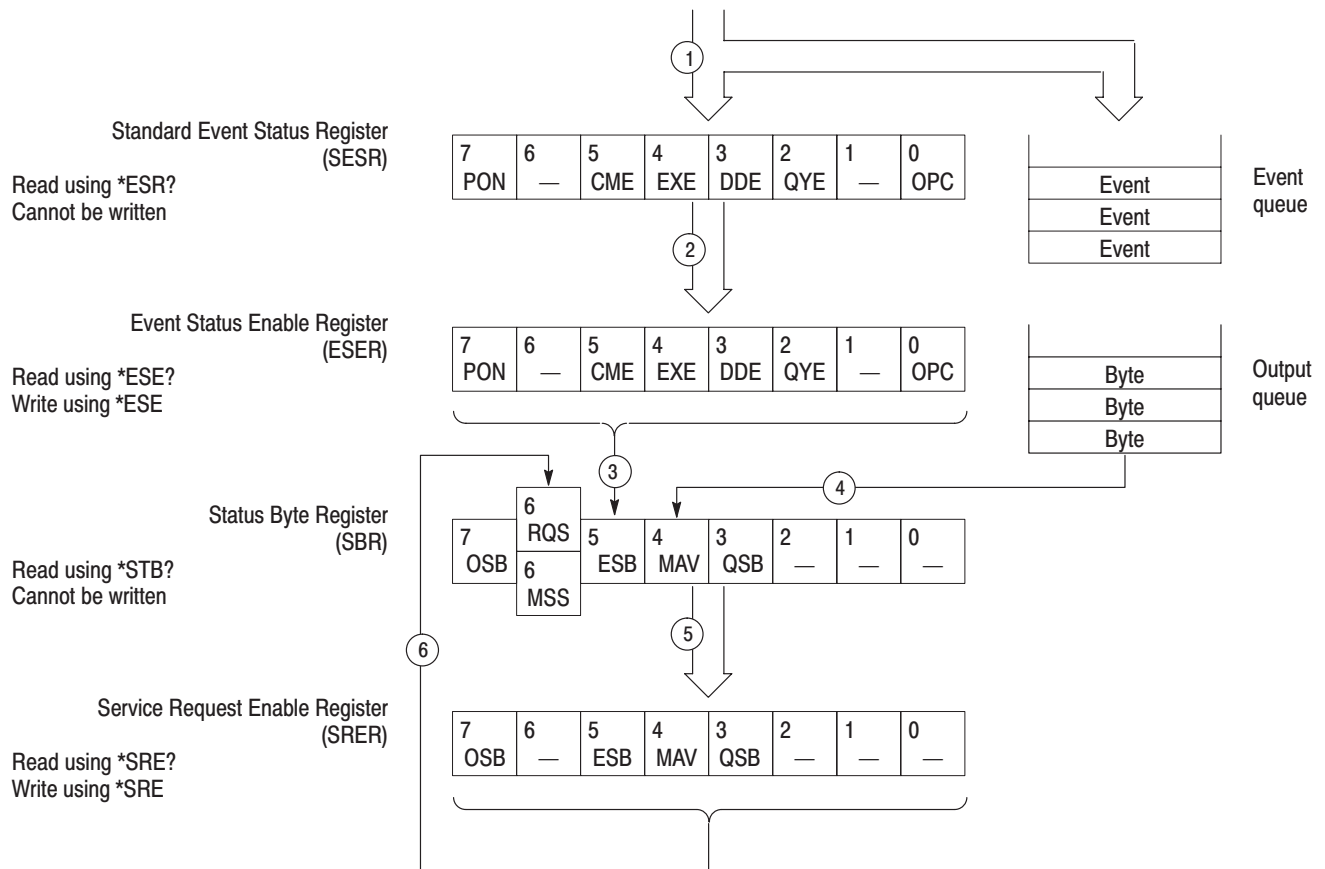 1
Standard Event Status Register
(SESR)
Read using *ESR?
Cannot be written
7 6 5 4 3 2 1 0
PON — CME EXE DDE QYE — OPC
Event
Event
Event
Event
queue
2
Event Status Enable Register
(ESER)
Read using *ESE?
Write using *ESE
7 6 5 4 3 2 1 0
PON — CME EXE DDE QYE — OPC
Byte
Byte
Byte
Output
queue
3
4
Status Byte Register
(SBR)
Read using *STB?
Cannot be written
6
RQS
7 5 4 3 2 1 0
OSB ESB MAV QSB — — —
6
MSS
5
6
Service Request Enable Register
(SRER)
Read using *SRE?
Write using *SRE
7 6 5 4 3 2 1 0
OSB — ESB MAV QSB — — —